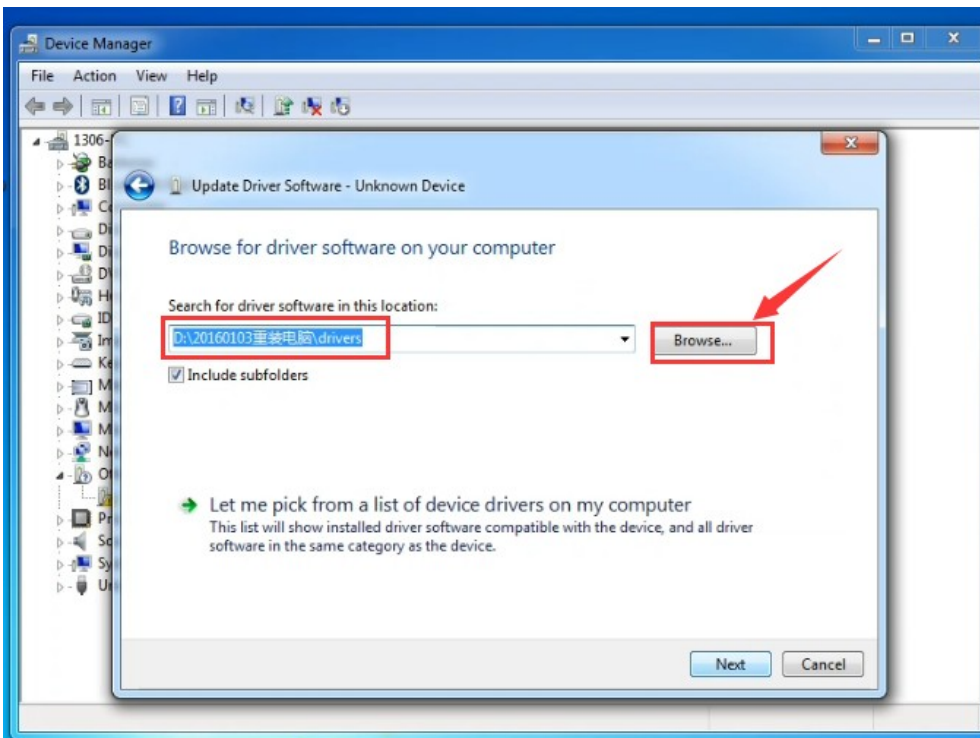 Device Manager
File Action View Help
1306-
Update Driver Software - Unknown Device
Browse for driver software on your computer
Search for driver software in this location:
D:\20160103重装电脑\drivers
Browse...
Include subfolders
Let me pick from a list of device drivers on my computer
This list will show installed driver software compatible with the device, and all driver
software in the same category as the device.
Next Cancel